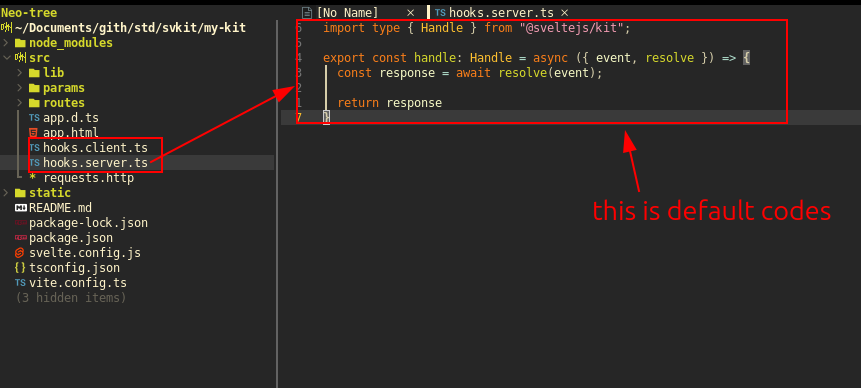 Neo-tree
~/Documents/gith/std/svkit/my-kit
node_modules
src
lib
params
routes
app.d.ts
app.html
TS hooks.client.ts
TS hooks.server.ts
* requests.http
static
README.md
package-lock.json
package.json
svelte.config.js
{} tsconfig.json
TS vite.config.ts
(3 hidden items)
[No Name] × TS hooks.server.ts ×
6 import type { Handle } from "@sveltejs/kit";
5
4 export const handle: Handle = async ({ event, resolve }) => {
3 const response = await resolve(event);
2
1 return response
7 }
this is default codes